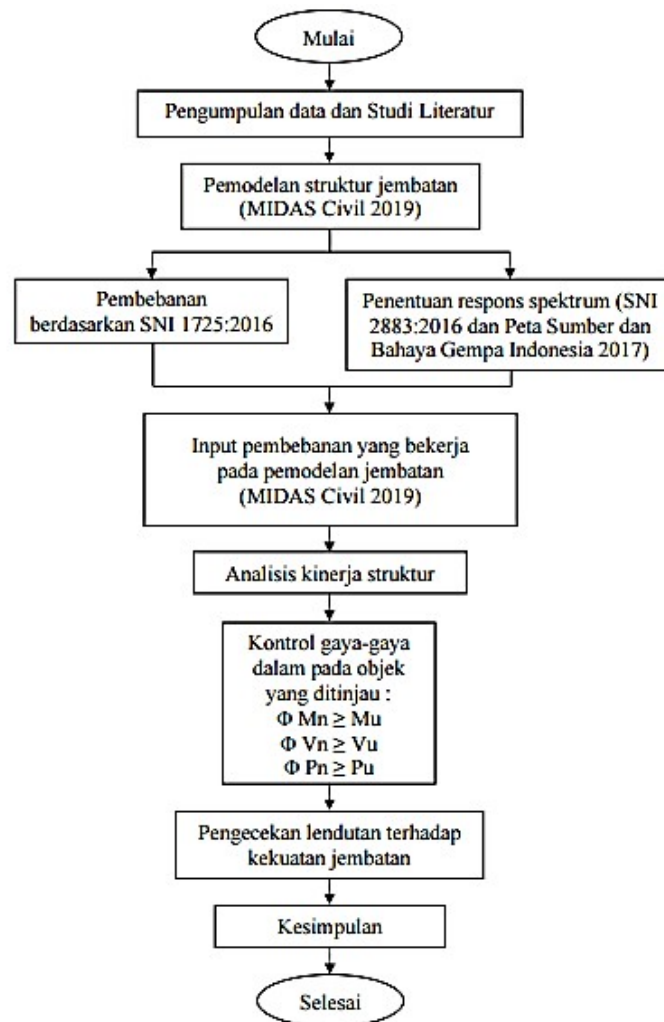 Mulai
Pengumpulan data dan Studi Literatur
Pemodelan struktur jembatan
(MIDAS Civil 2019)
Pembebanan
berdasarkan SNI 1725:2016
Penentuan respons spektrum (SNI
2883:2016 dan Peta Sumber dan
Bahaya Gempa Indonesia 2017)
Input pembebanan yang bekerja
pada pemodelan jembatan
(MIDAS Civil 2019)
Analisis kinerja struktur
Kontrol gaya-gaya
dalam pada objek
yang ditinjau :
Φ Mn ≥ Mu
Φ Vn ≥ Vu
Φ Pn ≥ Pu
Pengecekan lendutan terhadap
kekuatan jembatan
Kesimpulan
Selesai